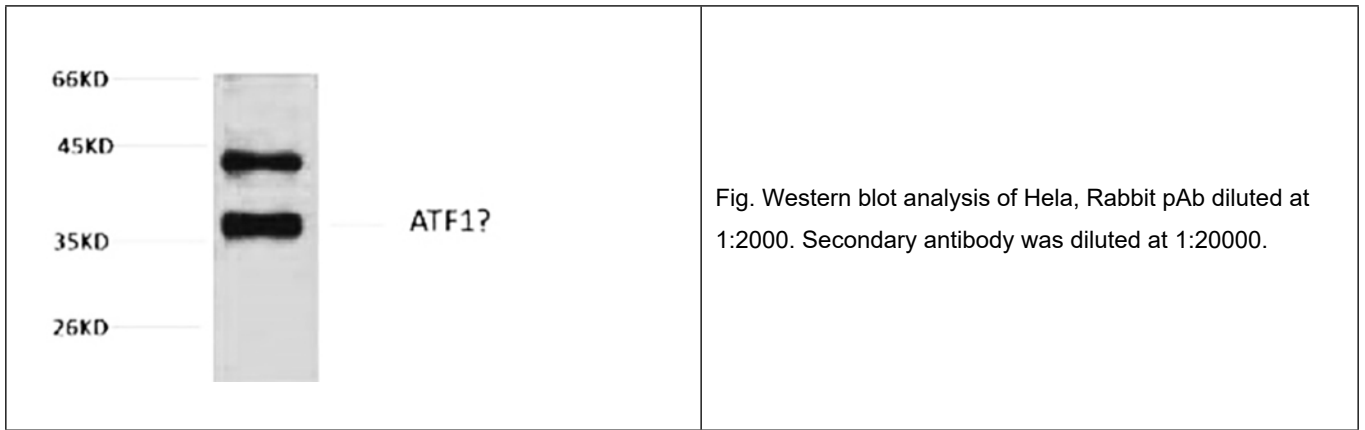 66KD
45KD
ATF1?
35KD
26KD
Fig. Western blot analysis of Hela, Rabbit pAb diluted at
1:2000. Secondary antibody was diluted at 1:20000.